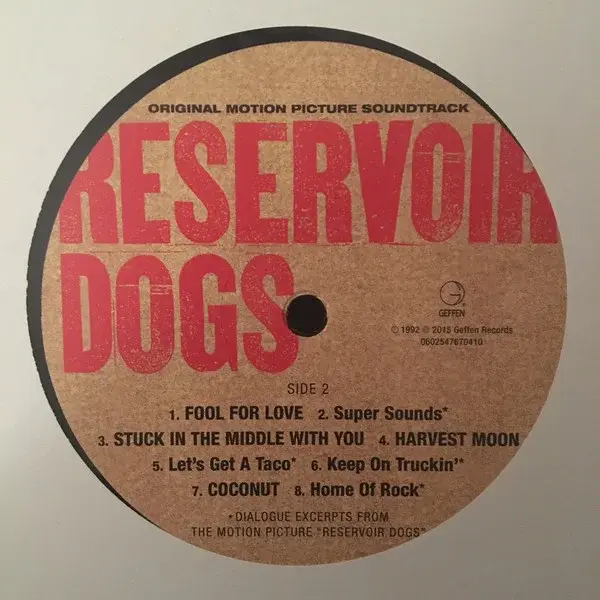 ORIGINAL MOTION PICTURE SOUNDTRACK
RESERVOIR
DOGS
GEFFEN
© 1992 ℗ 2015 Geffen Records
0602547670410
SIDE 2
1. FOOL FOR LOVE 2. Super Sounds*
3. STUCK IN THE MIDDLE WITH YOU 4. HARVEST MOON
5. Let's Get A Taco* 6. Keep On Truckin'*
7. COCONUT 8. Home Of Rock*
*DIALOGUE EXCERPTS FROM
THE MOTION PICTURE "RESERVOIR DOGS"